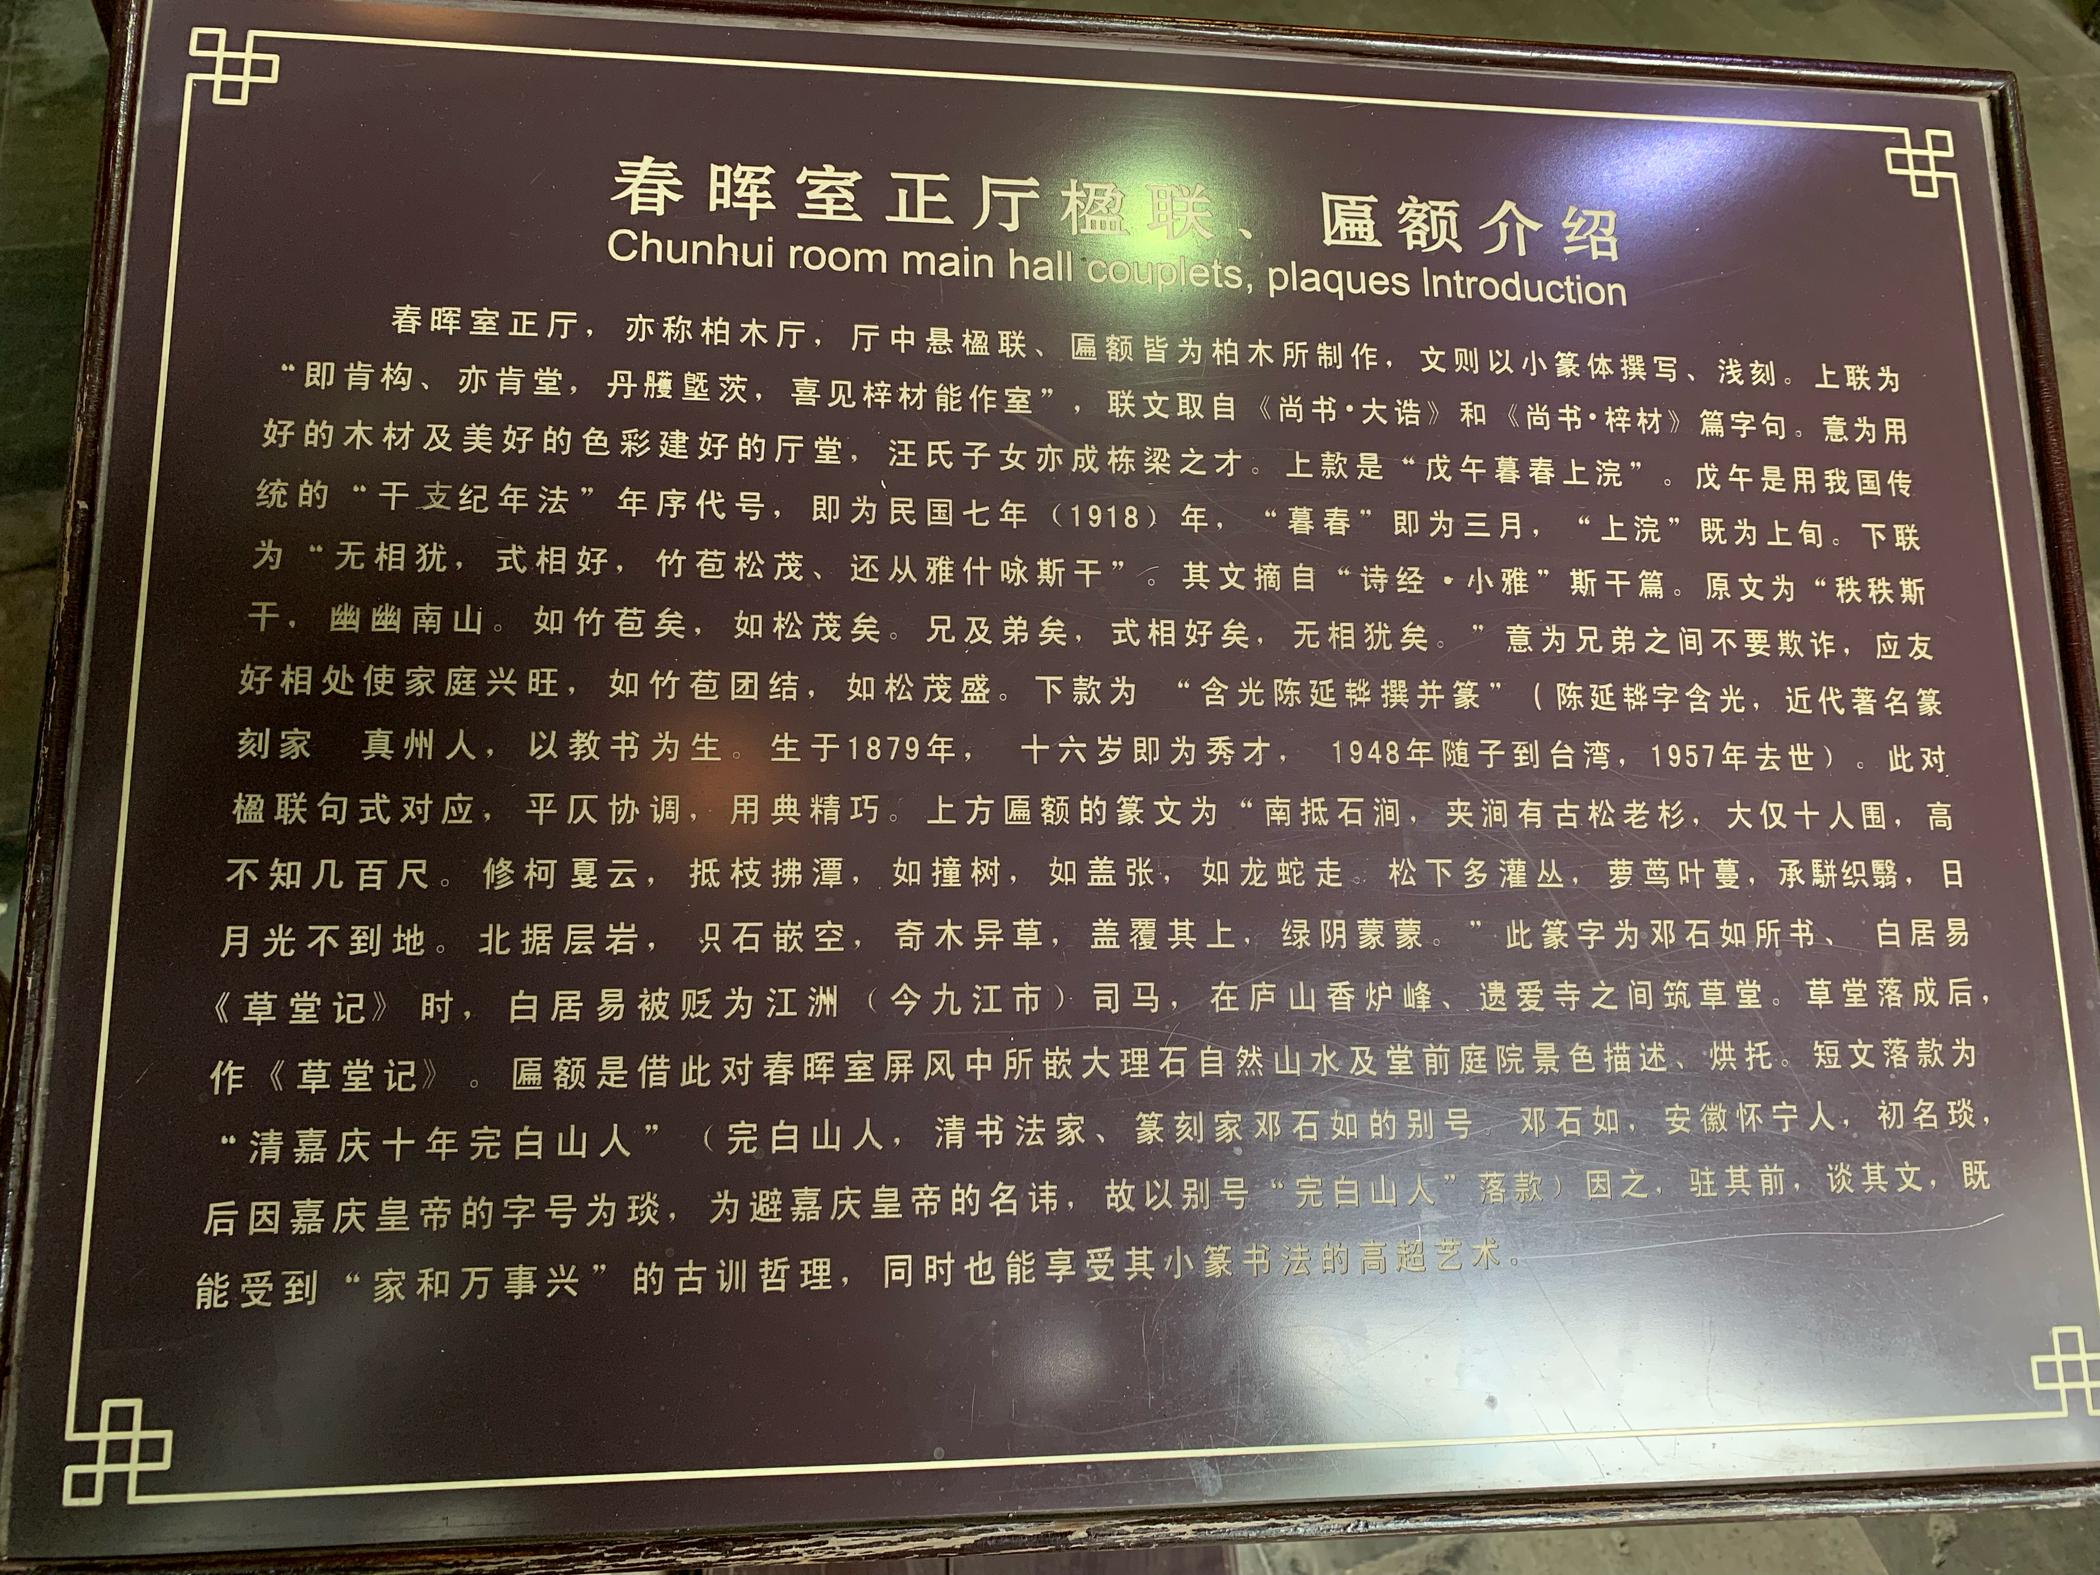 春晖室正厅楹联、匾额介绍
Chunhui room main hall couplets, plaques Introduction
春晖室正厅，亦称柏木厅，厅中悬楹联、匾额皆为柏木所制作，文则以小篆体撰写、浅刻。上联为
“即肯构、亦肯堂，丹雘塈茨，喜见梓材能作室”，联文取自《尚书·大诰》和《尚书·梓材》篇字句。意为用
好的木材及美好的色彩建好的厅堂，汪氏子女亦成栋梁之才。上款是“戊午暮春上浣”。戊午是用我国传
统的“干支纪年法”年序代号，即为民国七年（1918）年，“暮春”即为三月，“上浣”既为上旬。下联
为“无相犹，式相好，竹苞松茂、还从雅什咏斯干”。其文摘自“诗经·小雅”斯干篇。原文为“秩秩斯
干，幽幽南山。如竹苞矣，如松茂矣。兄及弟矣，式相好矣，无相犹矣。”意为兄弟之间不要欺诈，应友
好相处使家庭兴旺，如竹苞团结，如松茂盛。下款为“含光陈延韡撰并篆”（陈延韡字含光，近代著名篆
刻家 真州人，以教书为生。生于1879年， 十六岁即为秀才， 1948年随子到台湾，1957年去世）。此对
楹联句式对应，平仄协调，用典精巧。上方匾额的篆文为“南抵石涧，夹涧有古松老杉，大仅十人围，高
不知几百尺。修柯戛云，抵枝拂潭，如撞树，如盖张，如龙蛇走。松下多灌丛，萝茑叶蔓，承骈织翳，日
月光不到地。北据层岩，炽石嵌空，奇木异草，盖覆其上，绿阴蒙蒙。”此篆字为邓石如所书、 白居易
《草堂记》时，白居易被贬为江洲（今九江市）司马，在庐山香炉峰、遗爱寺之间筑草堂。草堂落成后，
作《草堂记》。匾额是借此对春晖室屏风中所嵌大理石自然山水及堂前庭院景色描述、烘托。短文落款为
“清嘉庆十年完白山人”（完白山人，清书法家、篆刻家邓石如的别号。邓石如，安徽怀宁人，初名琰，
后因嘉庆皇帝的字号为琰，为避嘉庆皇帝的名讳，故以别号“完白山人”落款）因之，驻其前，谈其文，既
能受到“家和万事兴”的古训哲理，同时也能享受其小篆书法的高超艺术。